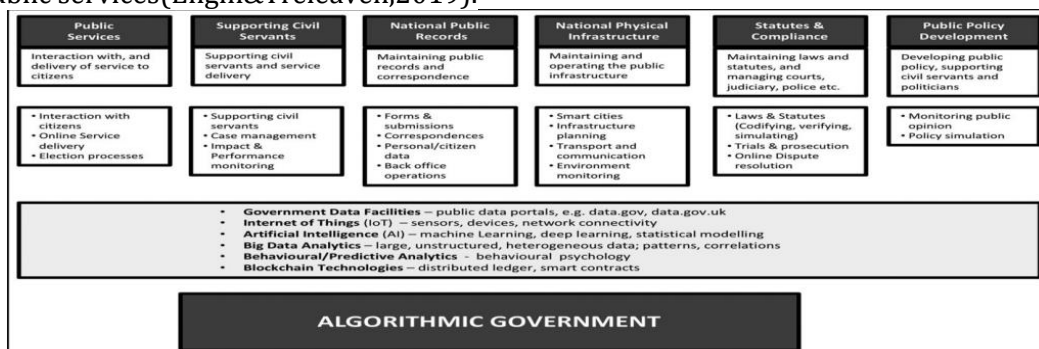 services(Engin&Treleaven,2019).
Public
Services
Interaction with, and
delivery of service to
citizens
• Interaction with
citizens
• Online Service
delivery
• Election processes
Supporting Civil
Servants
Supporting civil
servants and service
delivery
• Supporting civil
servants
• Case management
• Impact &
Performance
monitoring
National Public
Records
Maintaining public
records and
correspondence
• Forms &
submissions
• Correspondences
• Personal/citizen
data
• Back office
operations
National Physical
Infrastructure
Maintaining and
operating the public
infrastructure
• Smart cities
• Infrastructure
planning
• Transport and
communication
• Environment
monitoring
Statutes &
Compliance
Maintaining laws and
statutes, and
managing courts,
judiciary, police etc.
• Laws & Statutes
(Codifying, verifying,
simulating)
• Trials & prosecution
• Online Dispute
resolution
Public Policy
Development
Developing public
policy, supporting
civil servants and
politicians
• Monitoring public
opinion
• Policy simulation
• Government Data Facilities – public data portals, e.g. data.gov, data.gov.uk
• Internet of Things (IoT) – sensors, devices, network connectivity
• Artificial Intelligence (AI) – machine Learning, deep learning, statistical modelling
• Big Data Analytics – large, unstructured, heterogeneous data; patterns, correlations
• Behavioural/Predictive Analytics - behavioural psychology
• Blockchain Technologies – distributed ledger, smart contracts
ALGORITHMIC GOVERNMENT